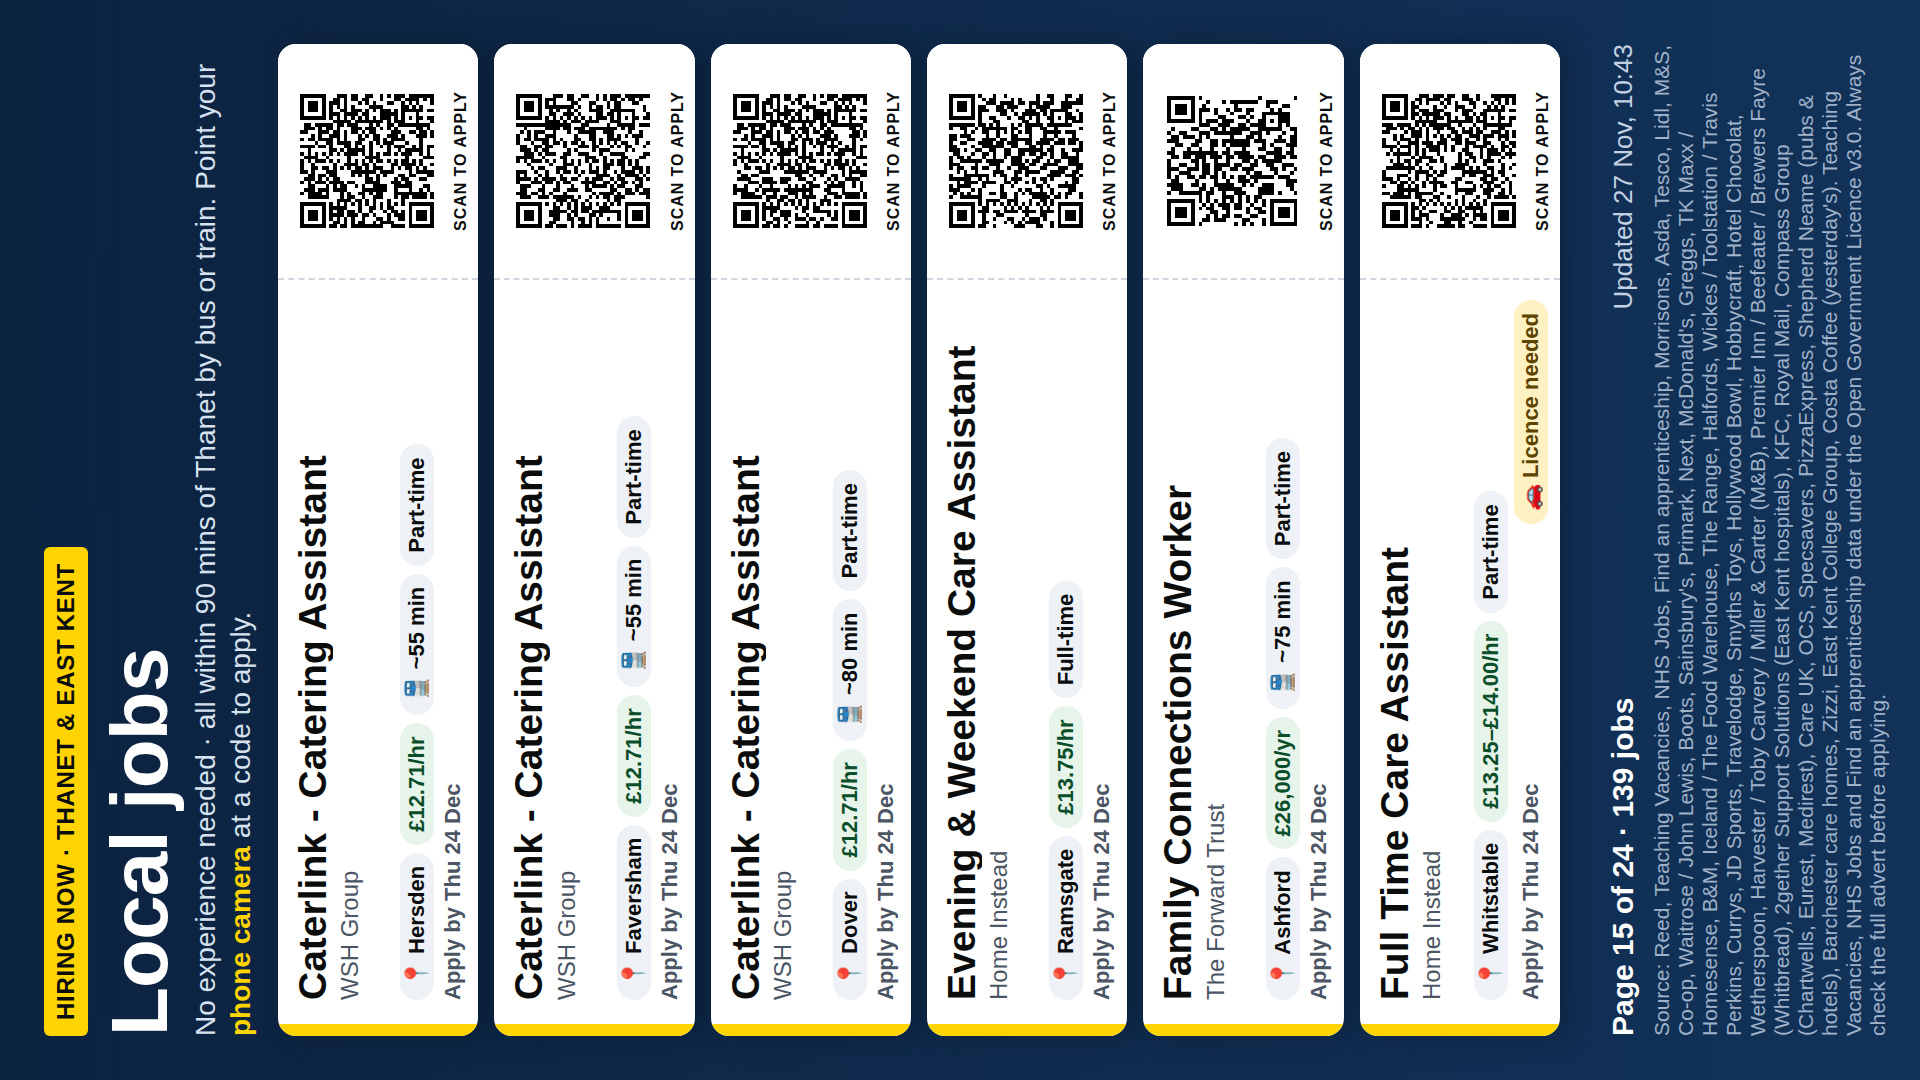 HIRING NOW · THANET & EAST KENT
Local jobs
No experience needed · all within 90 mins of Thanet by bus or train. Point your
phone camera at a code to apply.
Caterlink - Catering Assistant
WSH Group
Hersden
£12.71/hr
~55 min
Part-time
Apply by Thu 24 Dec
SCAN TO APPLY
Caterlink - Catering Assistant
WSH Group
Faversham
£12.71/hr
~55 min
Part-time
Apply by Thu 24 Dec
SCAN TO APPLY
Caterlink - Catering Assistant
WSH Group
Dover
£12.71/hr
~80 min
Part-time
Apply by Thu 24 Dec
SCAN TO APPLY
Evening & Weekend Care Assistant
Home Instead
Ramsgate
£13.75/hr
Full-time
Apply by Thu 24 Dec
SCAN TO APPLY
Family Connections Worker
The Forward Trust
Ashford
£26,000/yr
~75 min
Part-time
Apply by Thu 24 Dec
SCAN TO APPLY
Full Time Care Assistant
Home Instead
Whitstable
£13.25–£14.00/hr
Part-time
Licence needed
Apply by Thu 24 Dec
SCAN TO APPLY
Page 15 of 24 · 139 jobs
Updated 27 Nov, 10:43
Source: Reed, Teaching Vacancies, NHS Jobs, Find an apprenticeship, Morrisons, Asda, Tesco, Lidl, M&S,
Co-op, Waitrose / John Lewis, Boots, Sainsbury's, Primark, Next, McDonald's, Greggs, TK Maxx /
Homesense, B&M, Iceland / The Food Warehouse, The Range, Halfords, Wickes / Toolstation / Travis
Perkins, Currys, JD Sports, Travelodge, Smyths Toys, Hollywood Bowl, Hobbycraft, Hotel Chocolat,
Wetherspoon, Harvester / Toby Carvery / Miller & Carter (M&B), Premier Inn / Beefeater / Brewers Fayre
(Whitbread), 2gether Support Solutions (East Kent hospitals), KFC, Royal Mail, Compass Group
(Chartwells, Eurest, Medirest), Care UK, OCS, Specsavers, PizzaExpress, Shepherd Neame (pubs &
hotels), Barchester care homes, Zizzi, East Kent College Group, Costa Coffee (yesterday's). Teaching
Vacancies, NHS Jobs and Find an apprenticeship data under the Open Government Licence v3.0. Always
check the full advert before applying.